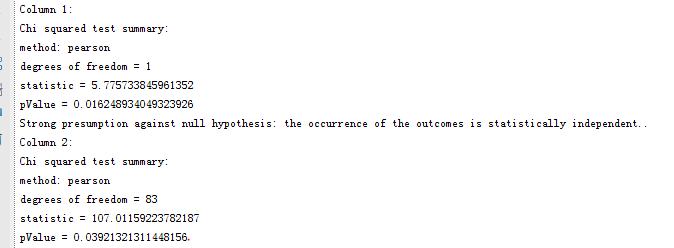 Column 1:
Chi squared test summary:
method: pearson
degrees of freedom = 1
statistic = 5.775733845961352
pValue = 0.016248934049323926
Strong presumption against null hypothesis: the occurrence of the outcomes is statistically independent..
Column 2:
Chi squared test summary:
method: pearson
degrees of freedom = 83
statistic = 107.01159223782187
pValue = 0.03921321311448156.